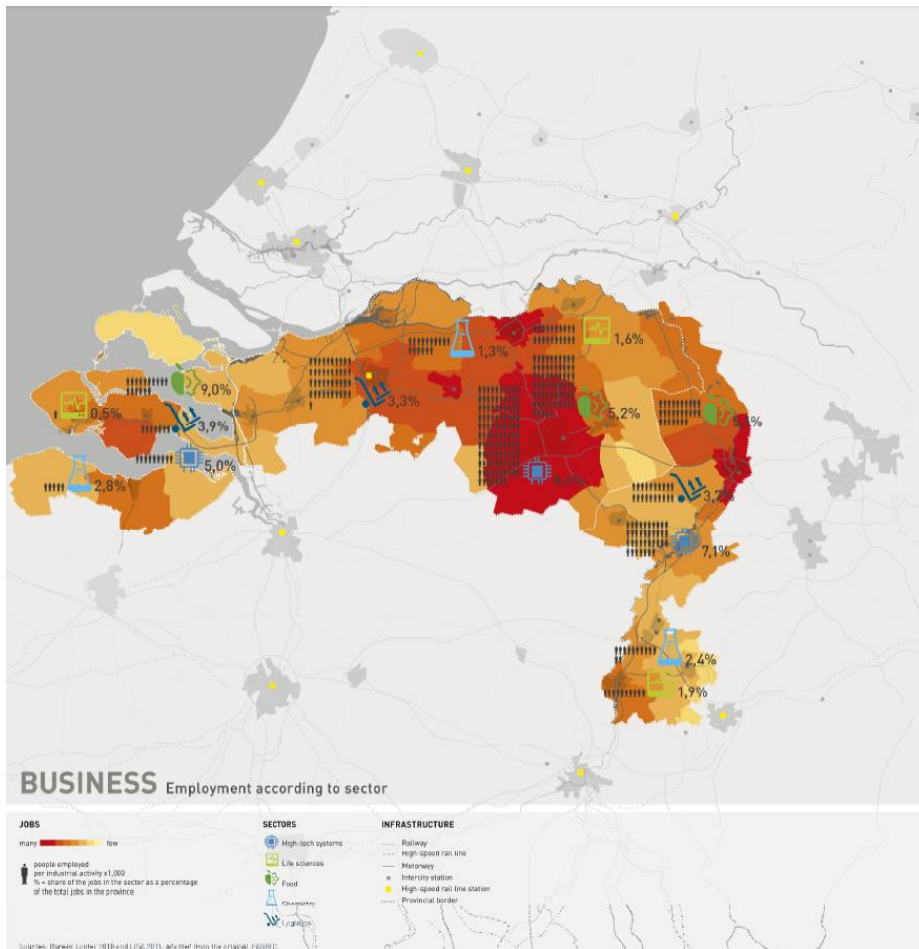 1,3%
1,6%
9,0%
3,3%
5,2%
0.5%
3,9%
5,0%
2,8%
7,1%
2,4%
1,9%
BUSINESS Employment according to sector
JOBS
many few
people employed
per industrial activity x1,000
% = share of the jobs in the sector as a percentage
of the total jobs in the province
SECTORS
High-tech systems
Life sciences
Food
Chemistry
Logistics
INFRASTRUCTURE
Railway
High-speed rail line
Motorway
Intercity station
High-speed rail line station
Provincial border